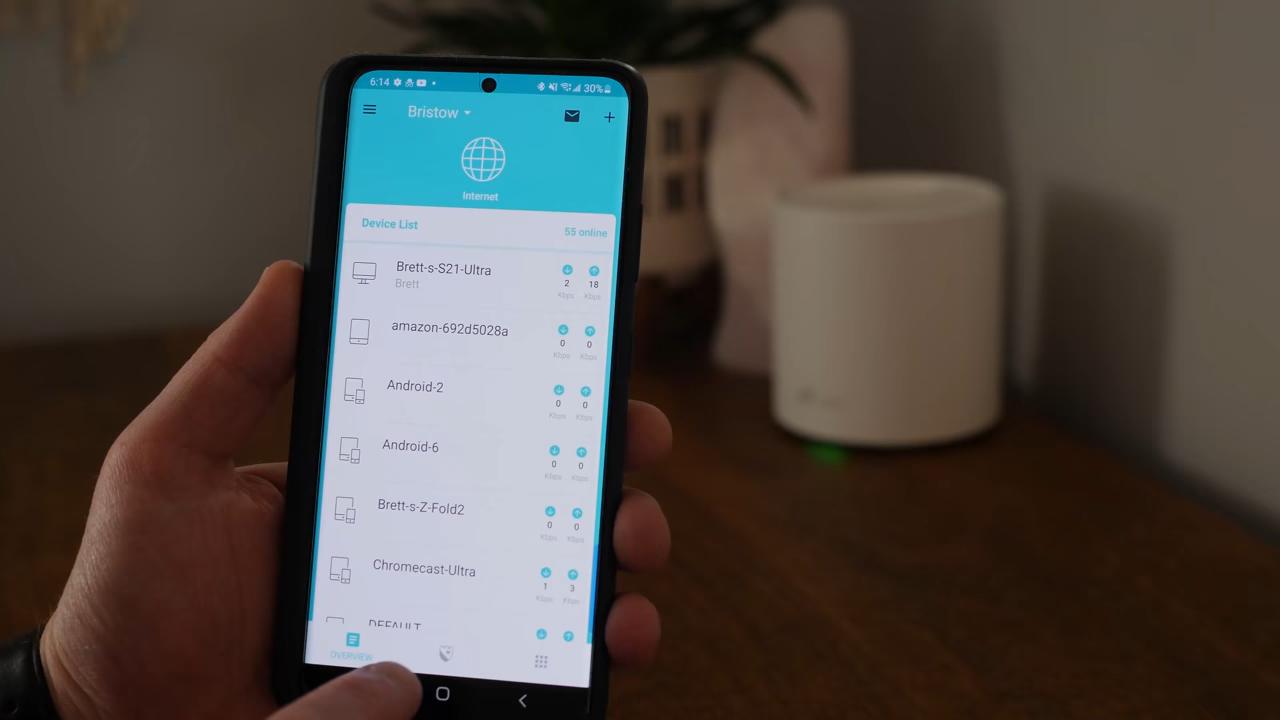 6:14
30%
Bristow
Internet
Device List
55 online
Brett-s-S21-Ultra
Brett
2 18
Kbps Kbps
amazon-692d5028a
0 0
Kbps Kbps
Android-2
0 0
Kbps Kbps
Android-6
0 0
Kbps Kbps
Brett-s-Z-Fold2
0 0
Kbps Kbps
Chromecast-Ultra
1 3
Kbps Kbps
DEFAULT
OVERVIEW